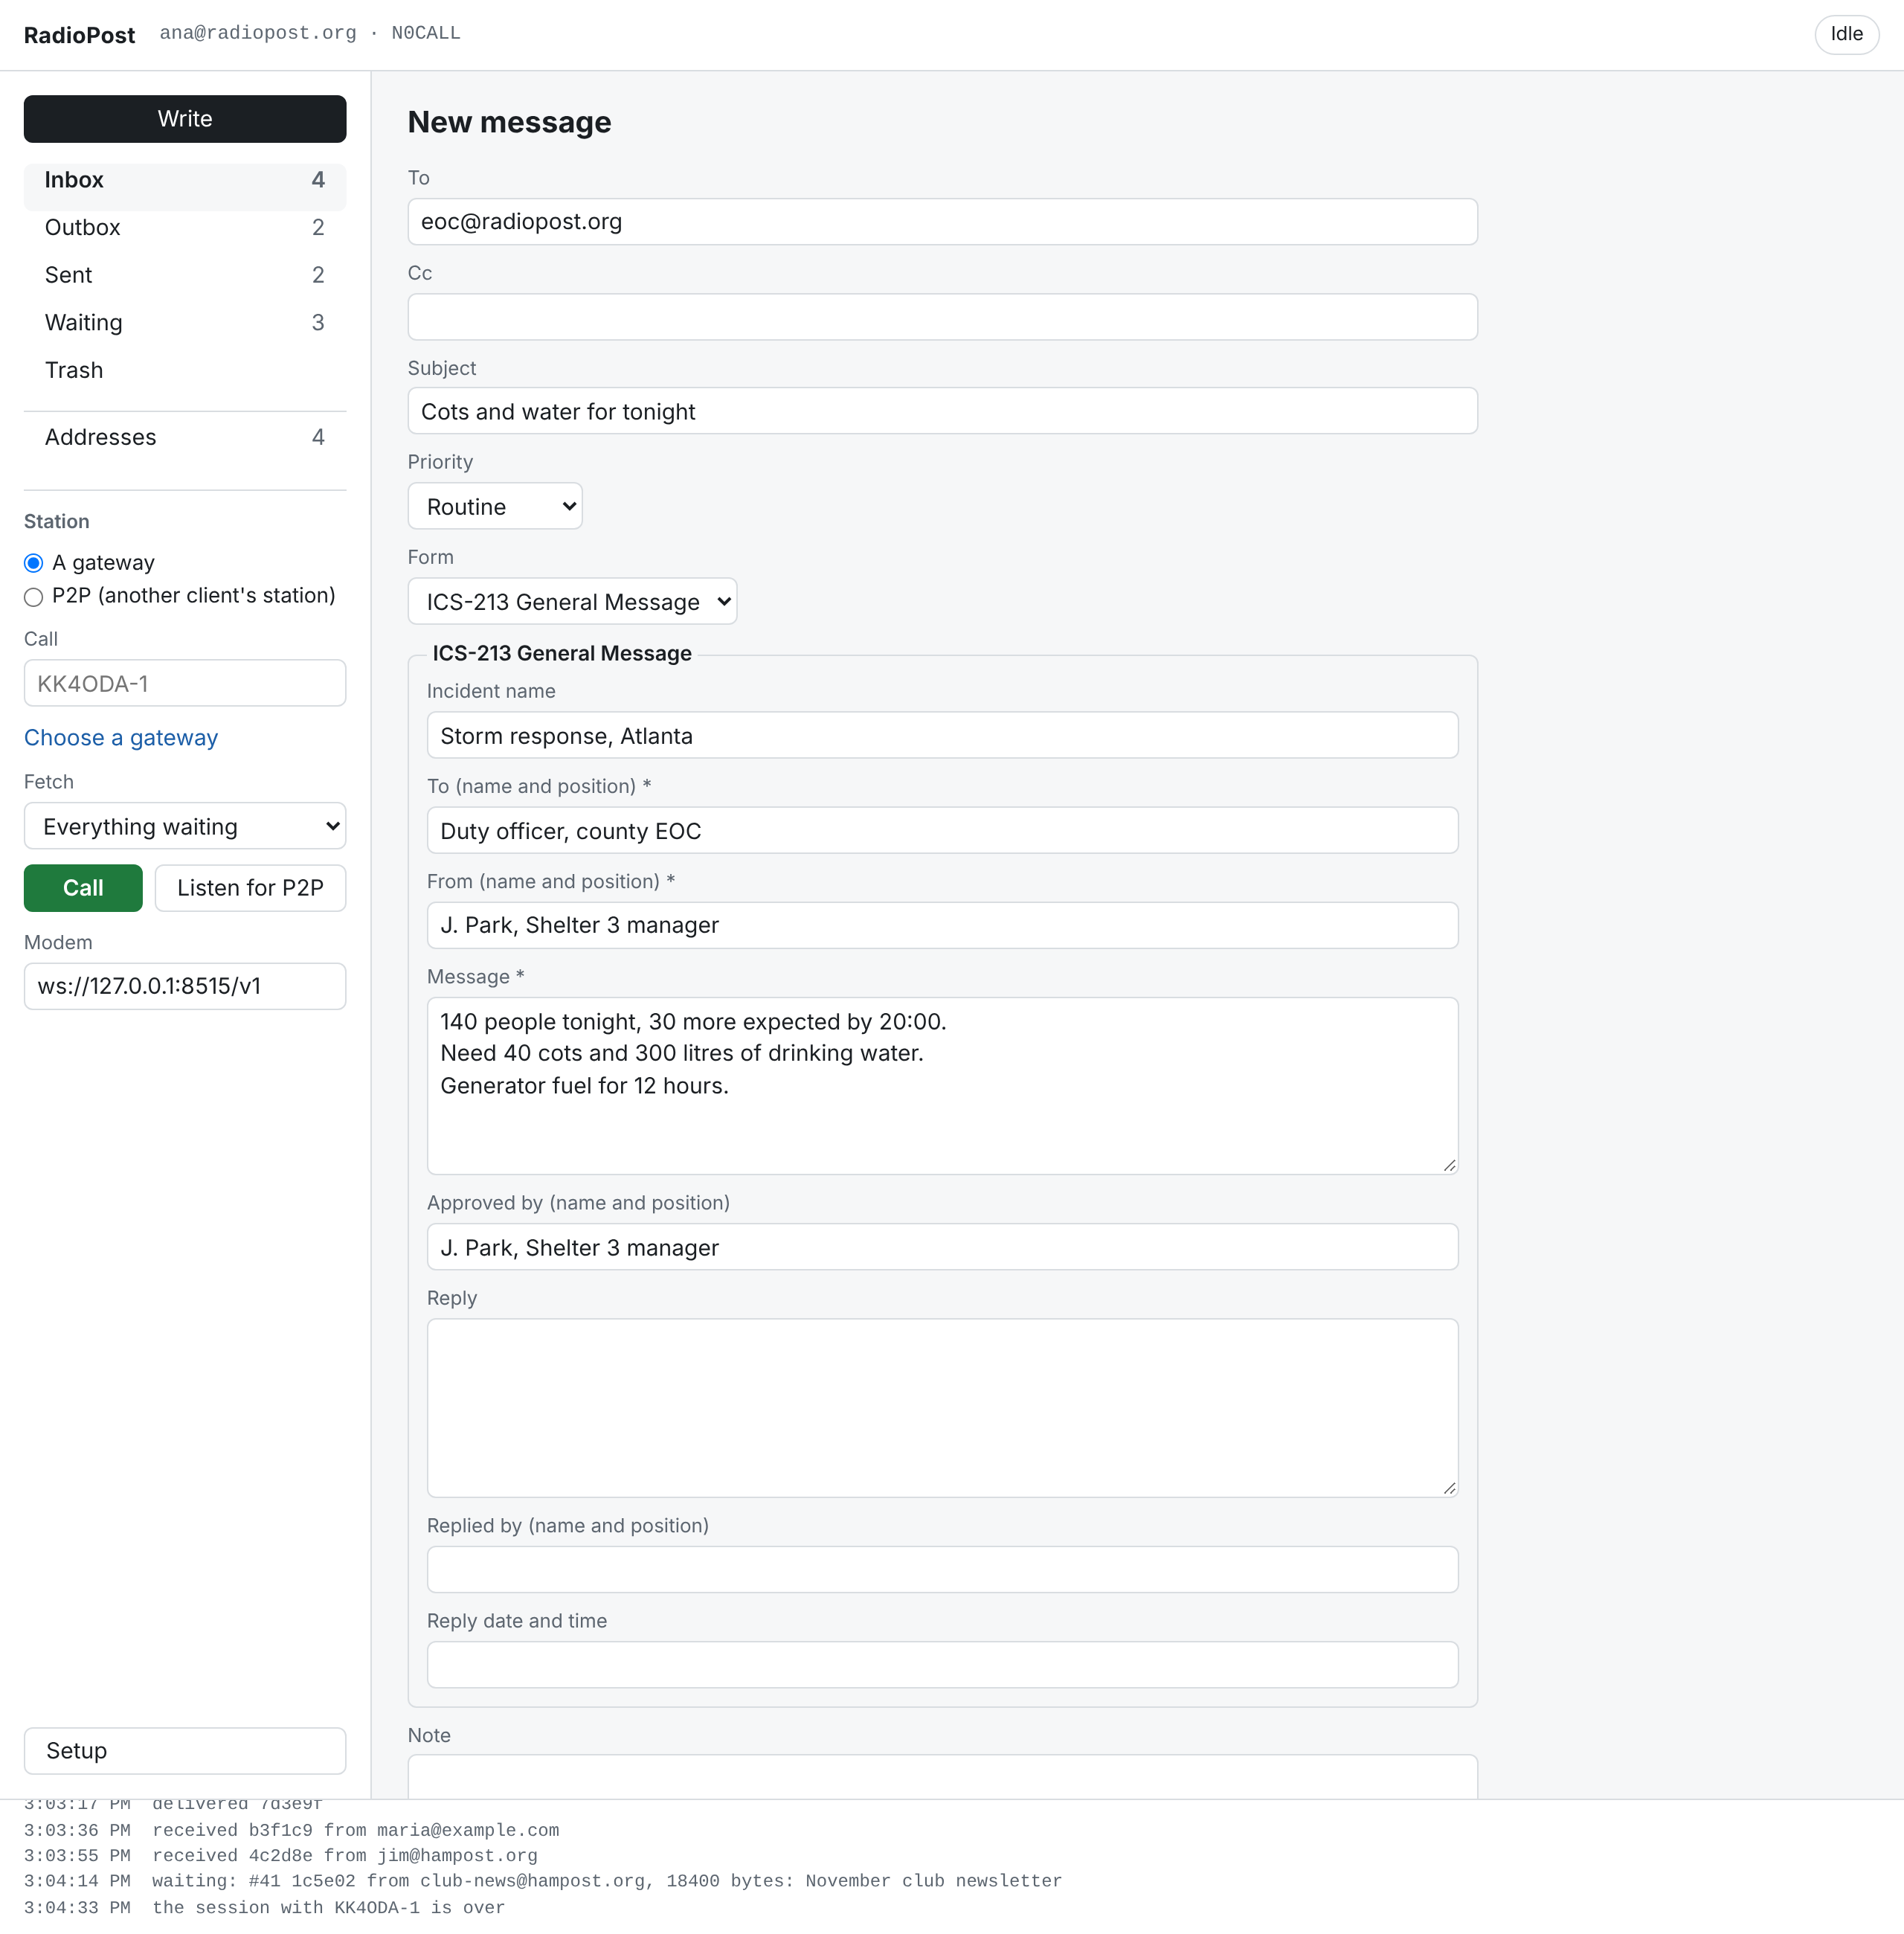 RadioPost
ana@radiopost.org · N0CALL
Idle
Write
Inbox 4
Outbox 2
Sent 2
Waiting 3
Trash
Addresses 4
Station
A gateway
P2P (another client's station)
Call
KK4ODA-1
Choose a gateway
Fetch
Everything waiting
Call
Listen for P2P
Modem
ws://127.0.0.1:8515/v1
Setup
New message
To
eoc@radiopost.org
Cc
Subject
Cots and water for tonight
Priority
Routine
Form
ICS-213 General Message
ICS-213 General Message
Incident name
Storm response, Atlanta
To (name and position) *
Duty officer, county EOC
From (name and position) *
J. Park, Shelter 3 manager
Message *
140 people tonight, 30 more expected by 20:00.
Need 40 cots and 300 litres of drinking water.
Generator fuel for 12 hours.
Approved by (name and position)
J. Park, Shelter 3 manager
Reply
Replied by (name and position)
Reply date and time
Note
3:03:17 PM delivered 7d3e9f
3:03:36 PM received b3f1c9 from maria@example.com
3:03:55 PM received 4c2d8e from jim@hampost.org
3:04:14 PM waiting: #41 1c5e02 from club-news@hampost.org, 18400 bytes: November club newsletter
3:04:33 PM the session with KK4ODA-1 is over